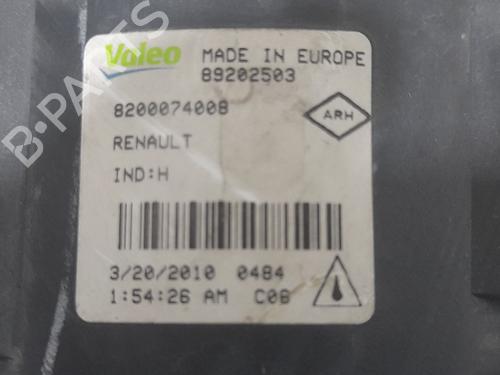 Valeo MADE IN EUROPE
89202503
8200074008
ARH
RENAULT
IND:H
3/20/2010 0484
1:54:26 AM C08
B-PARTS